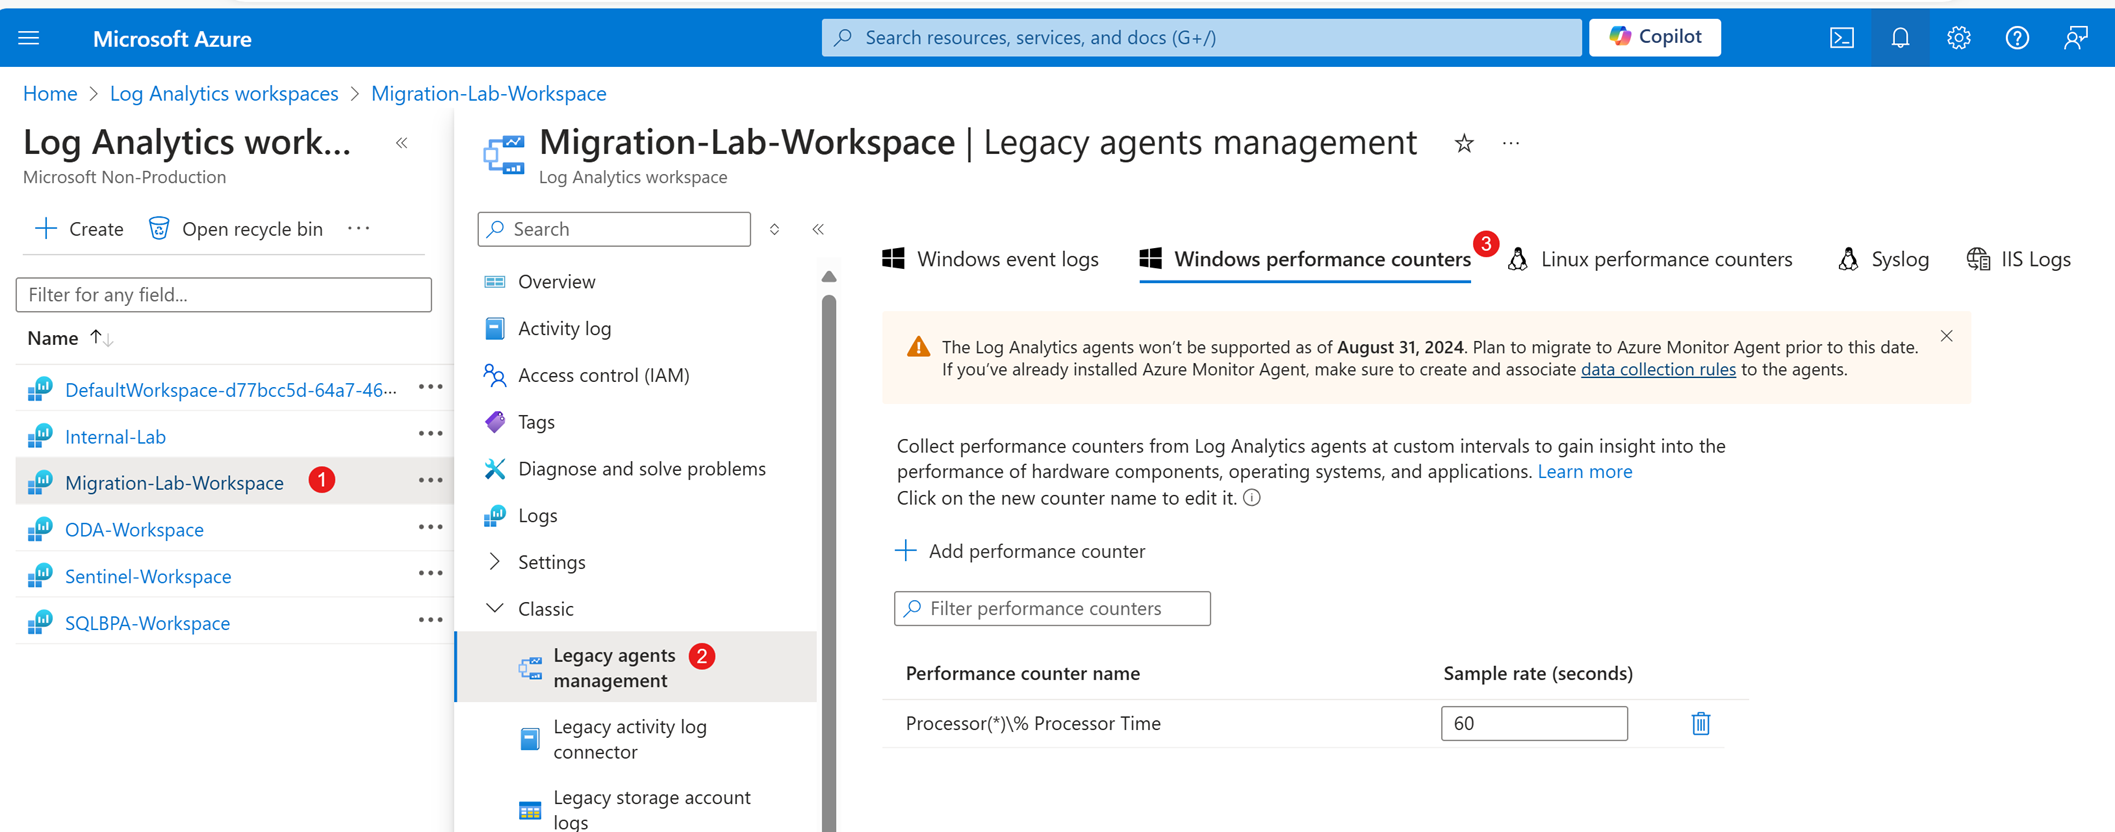 Microsoft Azure
Search resources, services, and docs (G+/)
Copilot
Home > Log Analytics workspaces > Migration-Lab-Workspace
Log Analytics work...
Microsoft Non-Production
Create
Open recycle bin
Filter for any field...
Name
DefaultWorkspace-d77bcc5d-64a7-46...
Internal-Lab
Migration-Lab-Workspace 1
ODA-Workspace
Sentinel-Workspace
SQLBPA-Workspace
Migration-Lab-Workspace | Legacy agents management
Log Analytics workspace
Search
Overview
Activity log
Access control (IAM)
Tags
Diagnose and solve problems
Logs
Settings
Classic
Legacy agents 2
management
Legacy activity log
connector
Legacy storage account
logs
Windows event logs
Windows performance counters 3
Linux performance counters
Syslog
IIS Logs
The Log Analytics agents won't be supported as of August 31, 2024. Plan to migrate to Azure Monitor Agent prior to this date.
If you've already installed Azure Monitor Agent, make sure to create and associate data collection rules to the agents.
Collect performance counters from Log Analytics agents at custom intervals to gain insight into the
performance of hardware components, operating systems, and applications. Learn more
Click on the new counter name to edit it.
Add performance counter
Filter performance counters
Performance counter name
Sample rate (seconds)
Processor(*)\% Processor Time
60